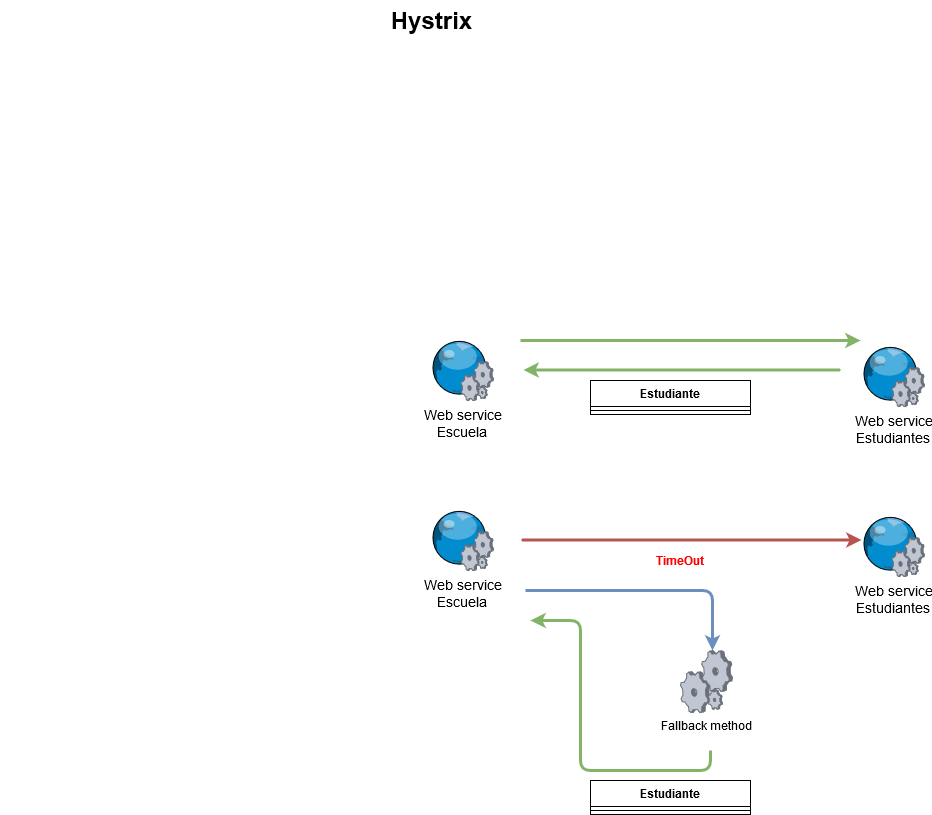 Hystrix
Estudiante
Web service
Escuela
Web service
Estudiantes
TimeOut
Web service
Escuela
Web service
Estudiantes
Fallback method
Estudiante